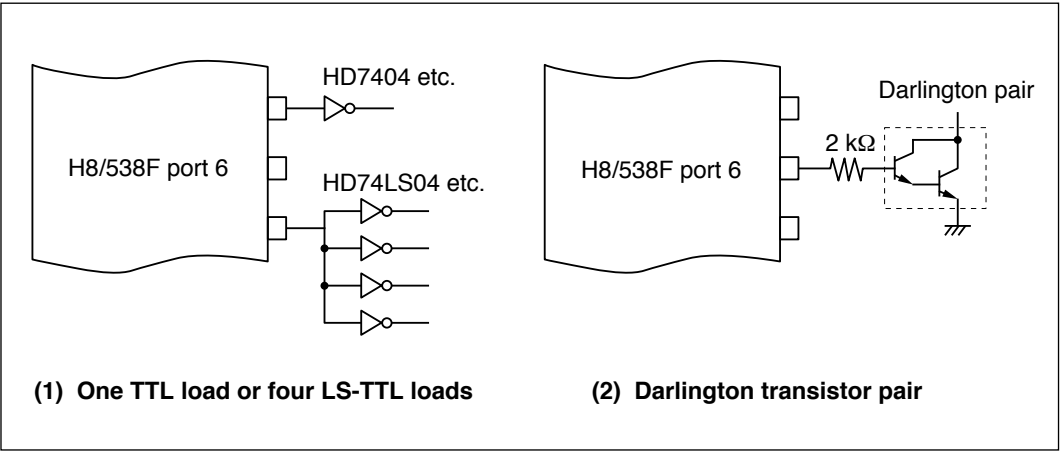 HD7404 etc.
H8/538F port 6
HD74LS04 etc.
(1) One TTL load or four LS-TTL loads
Darlington pair
2 kΩ
H8/538F port 6
(2) Darlington transistor pair